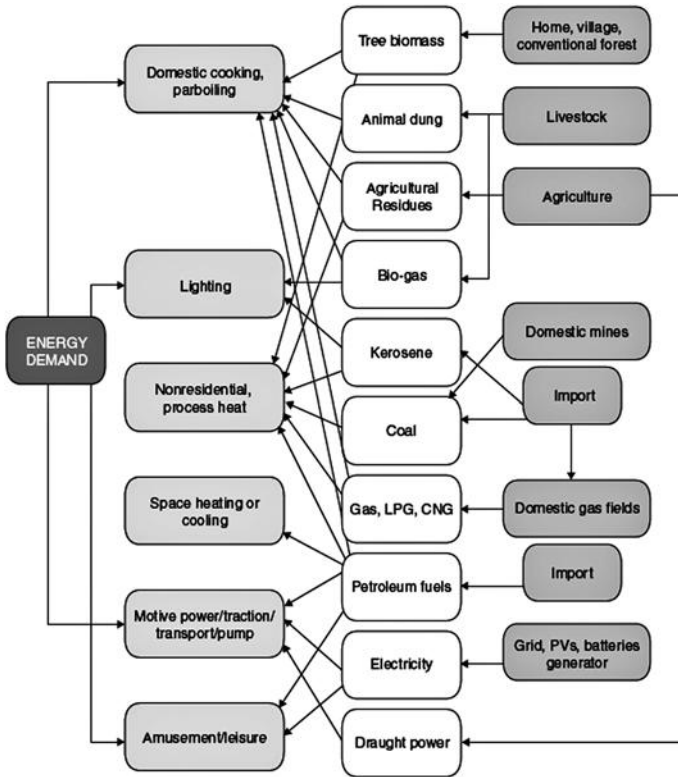 Tree biomass
Home, village,
conventional forest
Domestic cooking,
parboiling
Animal dung
Livestock
Agricultural
Residues
Agriculture
Lighting
Bio-gas
ENERGY
DEMAND
Kerosene
Domestic mines
Nonresidential,
process heat
Import
Coal
Space heating or
cooling
Gas, LPG, CNG
Domestic gas fields
Petroleum fuels
Import
Motive power/traction/
transport/pump
Electricity
Grid, PVs, batteries
generator
Amusement/leisure
Draught power